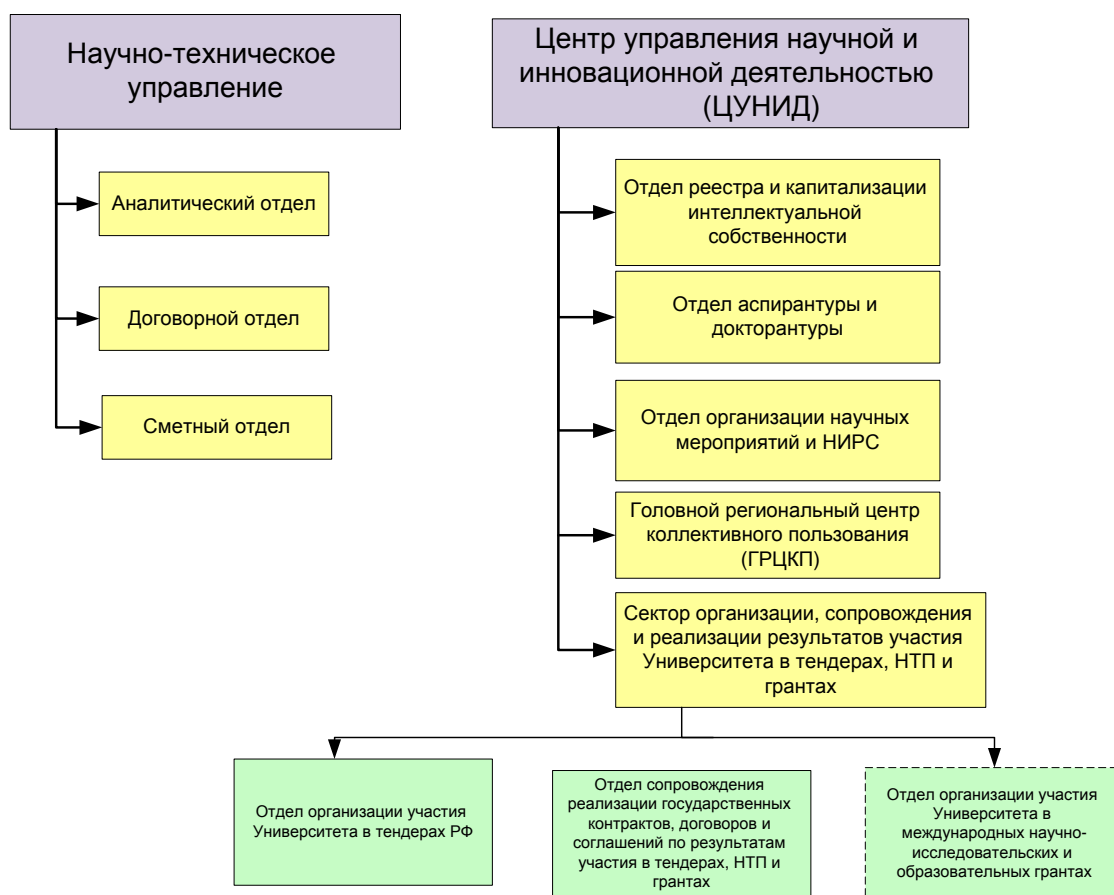 Научно-техническое
управление
Центр управления научной и
инновационной деятельностью
(ЦУНИД)
Аналитический отдел
Договорной отдел
Сметный отдел
Отдел реестра и капитализации
интеллектуальной
собственности
Отдел аспирантуры и
докторантуры
Отдел организации научных
мероприятий и НИРС
Головной региональный центр
коллективного пользования
(ГРЦКП)
Сектор организации, сопровождения
и реализации результатов участия
Университета в тендерах, НТП и
грантах
Отдел организации участия
Университета в тендерах РФ
Отдел сопровождения
реализации государственных
контрактов, договоров и
соглашений по результатам
участия в тендерах, НТП и
грантах
Отдел организации участия
Университета в
международных научно-
исследовательских и
образовательных грантах